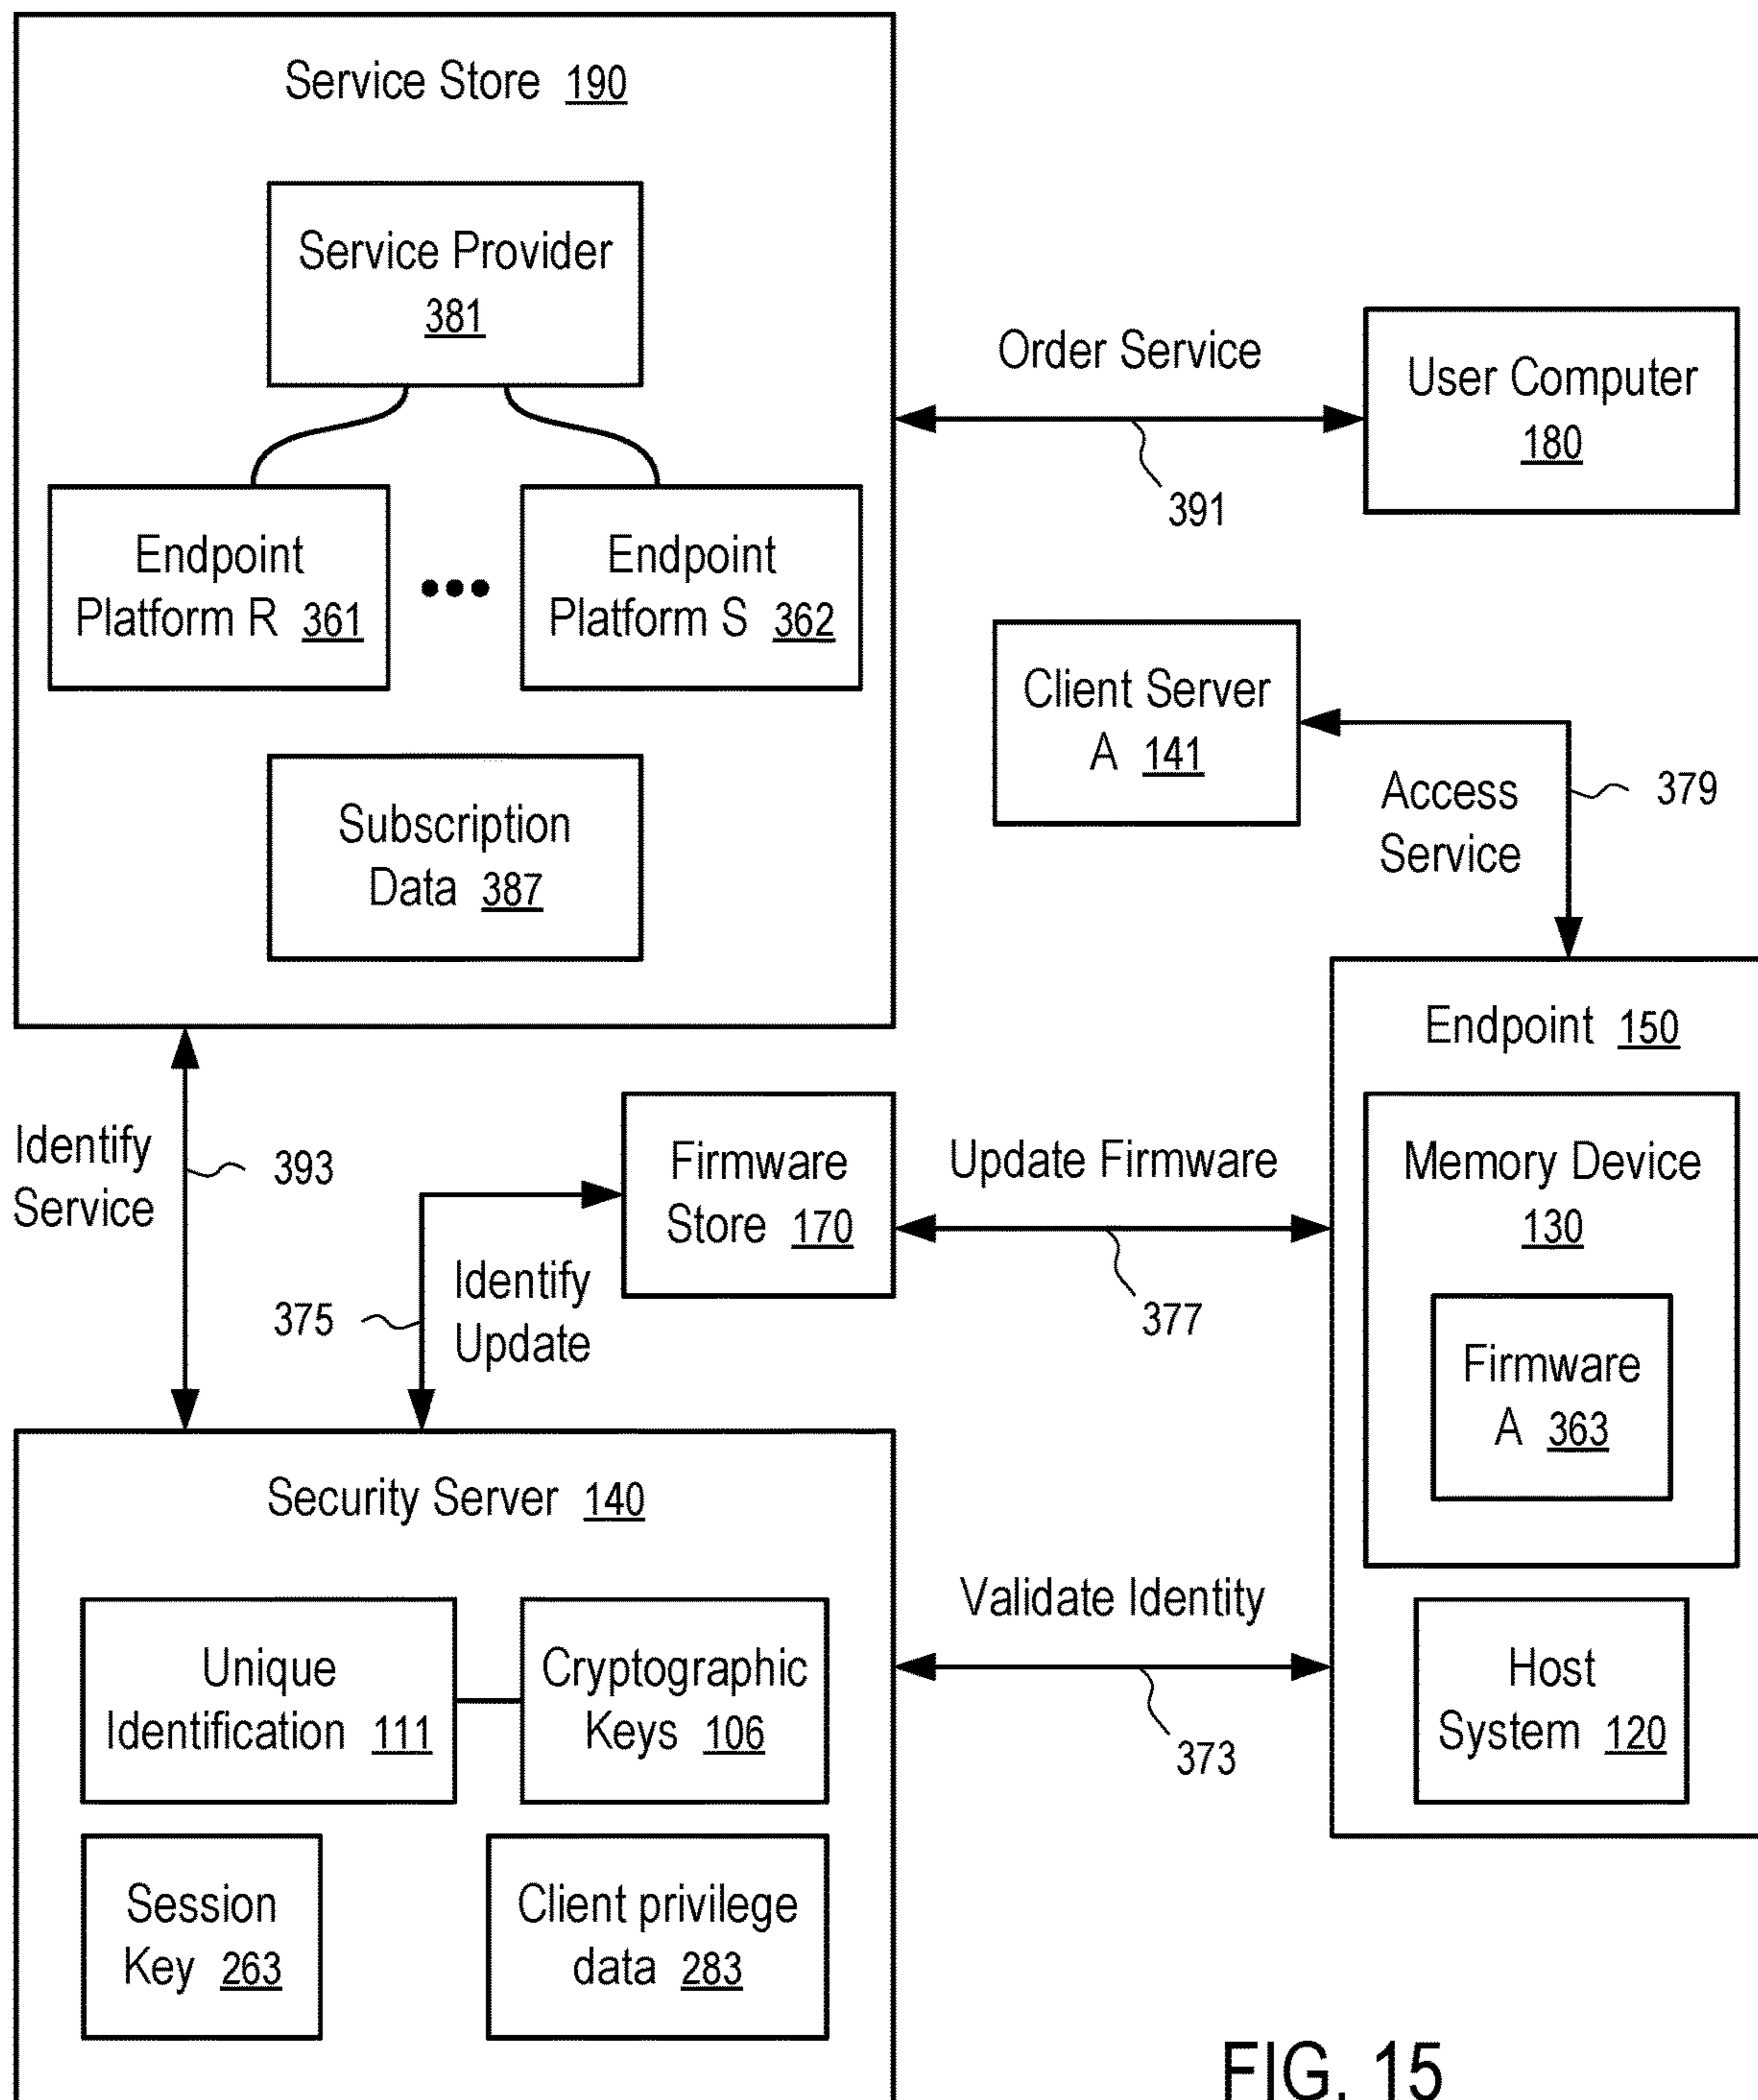 Service Store 190
Service Provider
381
Endpoint
Platform R 361
Endpoint
Platform S 362
Subscription
Data 387
Order Service
391
User Computer
180
Client Server
A 141
Access
Service
379
Identify
Service
393
Firmware
Store 170
Identify
Update
375
Update Firmware
377
Endpoint 150
Memory Device
130
Firmware
A 363
Host
System 120
Security Server 140
Unique
Identification 111
Cryptographic
Keys 106
Session
Key 263
Client privilege
data 283
Validate Identity
373
FIG. 15